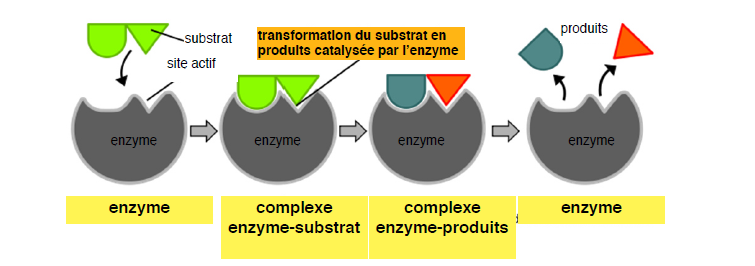 substrat
site actif
transformation du substrat en
produits catalysée par l'enzyme
produits
enzyme
enzyme
enzyme
enzyme
enzyme
complexe
enzyme-substrat
complexe
enzyme-produits
enzyme